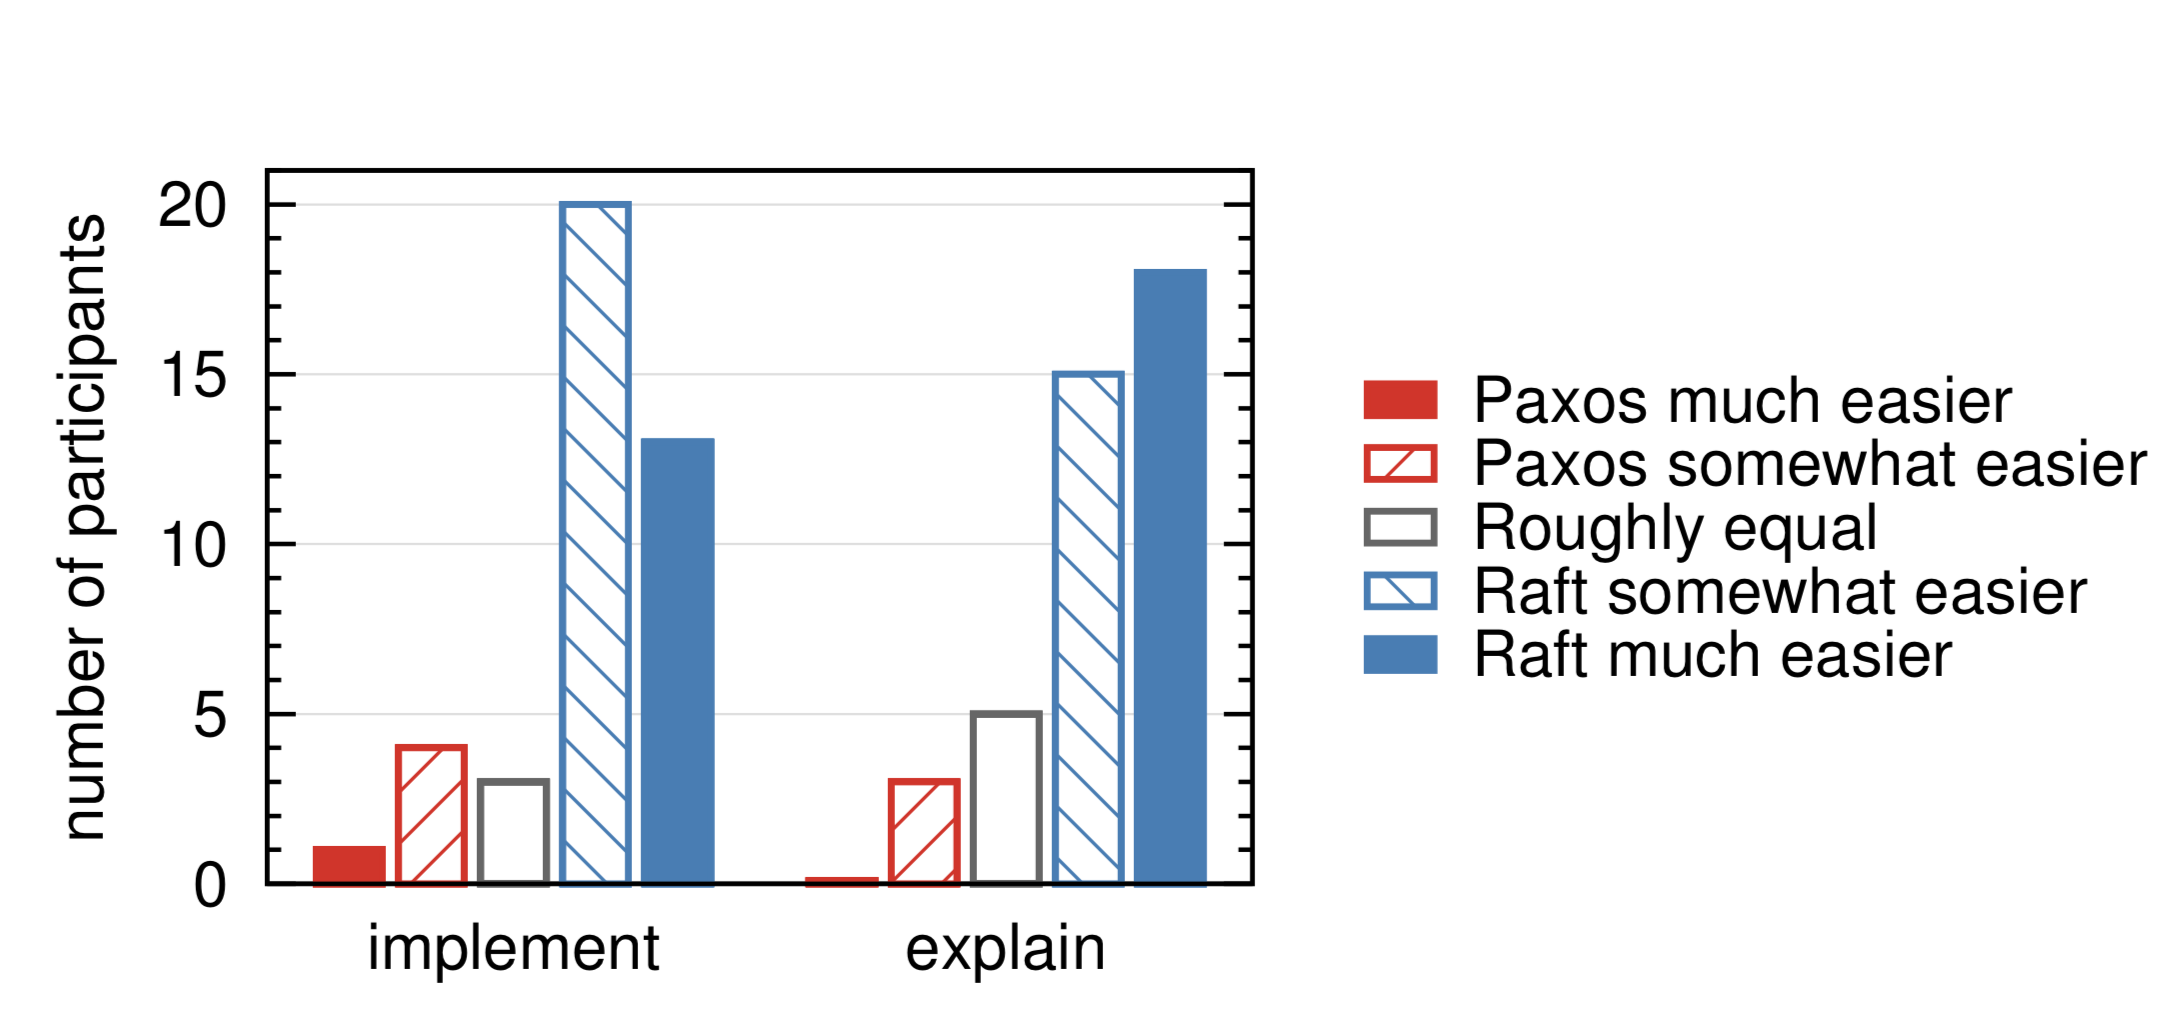 number of participants
20
15
10
5
0
implement
explain
Paxos much easier
Paxos somewhat easier
Roughly equal
Raft somewhat easier
Raft much easier